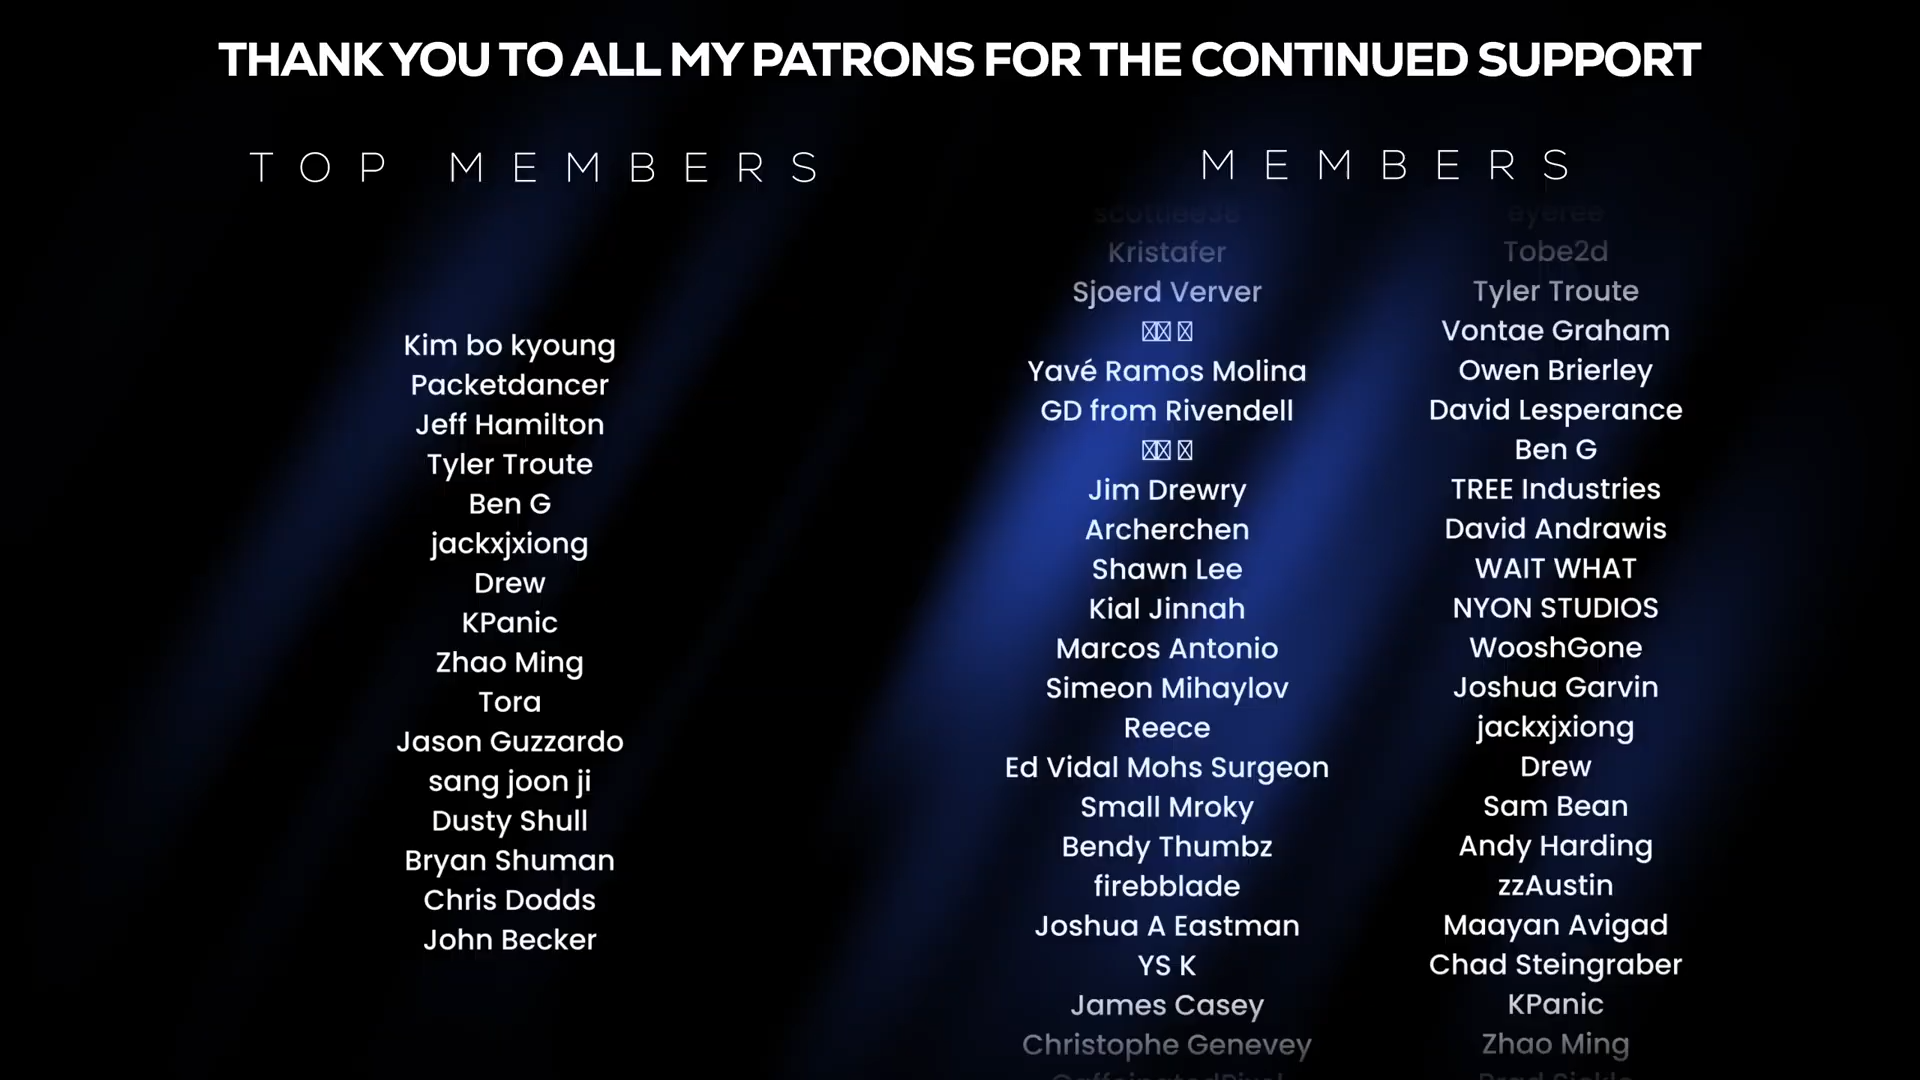 THANK YOU TO ALL MY PATRONS FOR THE CONTINUED SUPPORT
TOP MEMBERS
Kim bo kyoung
Packetdancer
Jeff Hamilton
Tyler Troute
Ben G
jackxjxiong
Drew
KPanic
Zhao Ming
Tora
Jason Guzzardo
sang joon ji
Dusty Shull
Bryan Shuman
Chris Dodds
John Becker
MEMBERS
scottlee38
Kristafer
Sjoerd Verver
Yavé Ramos Molina
GD from Rivendell
Jim Drewry
Archerchen
Shawn Lee
Kial Jinnah
Marcos Antonio
Simeon Mihaylov
Reece
Ed Vidal Mohs Surgeon
Small Mroky
Bendy Thumbz
firebblade
Joshua A Eastman
YS K
James Casey
Christophe Genevey
eyeree
Tobe2d
Tyler Troute
Vontae Graham
Owen Brierley
David Lesperance
Ben G
TREE Industries
David Andrawis
WAIT WHAT
NYON STUDIOS
WooshGone
Joshua Garvin
jackxjxiong
Drew
Sam Bean
Andy Harding
zzAustin
Maayan Avigad
Chad Steingraber
KPanic
Zhao Ming